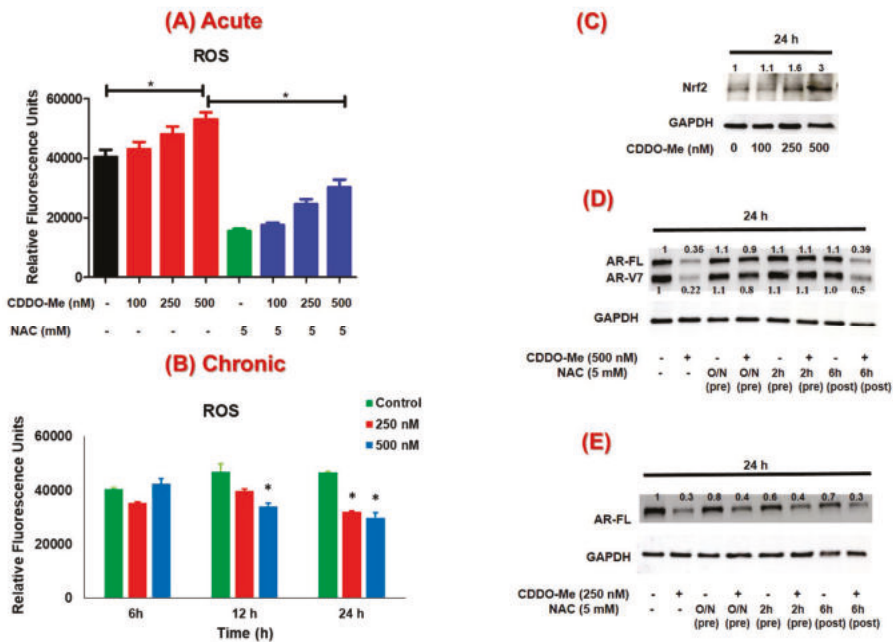 (A) Acute
ROS
*
*
Relative Fluorescence Units
60000
40000
20000
0
CDDO-Me (nM) - 100 250 500 - 100 250 500
NAC (mM) - - - - 5 5 5 5
(B) Chronic
ROS
Control
250 nM
500 nM
Relative Fluorescence Units
60000
40000
20000
0
*
* *
6h 12 h 24 h
Time (h)
(C)
24 h
1 1.1 1.6 3
Nrf2
GAPDH
CDDO-Me (nM) 0 100 250 500
(D)
24 h
1 0.35 1.1 0.9 1.1 1.1 1.1 0.39
AR-FL
AR-V7
1 0.22 1.1 0.8 1.1 1.1 1.0 0.5
GAPDH
CDDO-Me (500 nM) - + - + - + - +
NAC (5 mM) - - O/N O/N 2h 2h 6h 6h
(pre) (pre) (pre) (pre) (post) (post)
(E)
24 h
1 0.3 0.8 0.4 0.6 0.4 0.7 0.3
AR-FL
GAPDH
CDDO-Me (250 nM) - + - + - + - +
NAC (5 mM) - - O/N O/N 2h 2h 6h 6h
(pre) (pre) (pre) (pre) (post) (post)